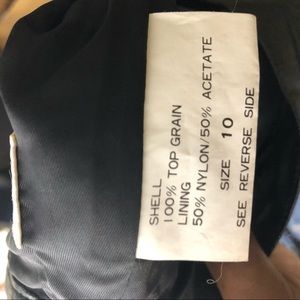 SHELL
100% TOP GRAIN
LINING
50% NYLON/50% ACETATE
SIZE 10
SEE REVERSE SIDE